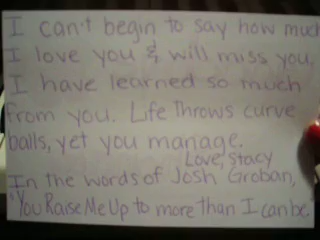 I can't begin to say how much
I love you & will miss you.
I have learned so much
from you. Life throws curve
balls, yet you manage.
Love, Stacy
In the words of Josh Groban,
"You Raise Me Up to more than I can be.